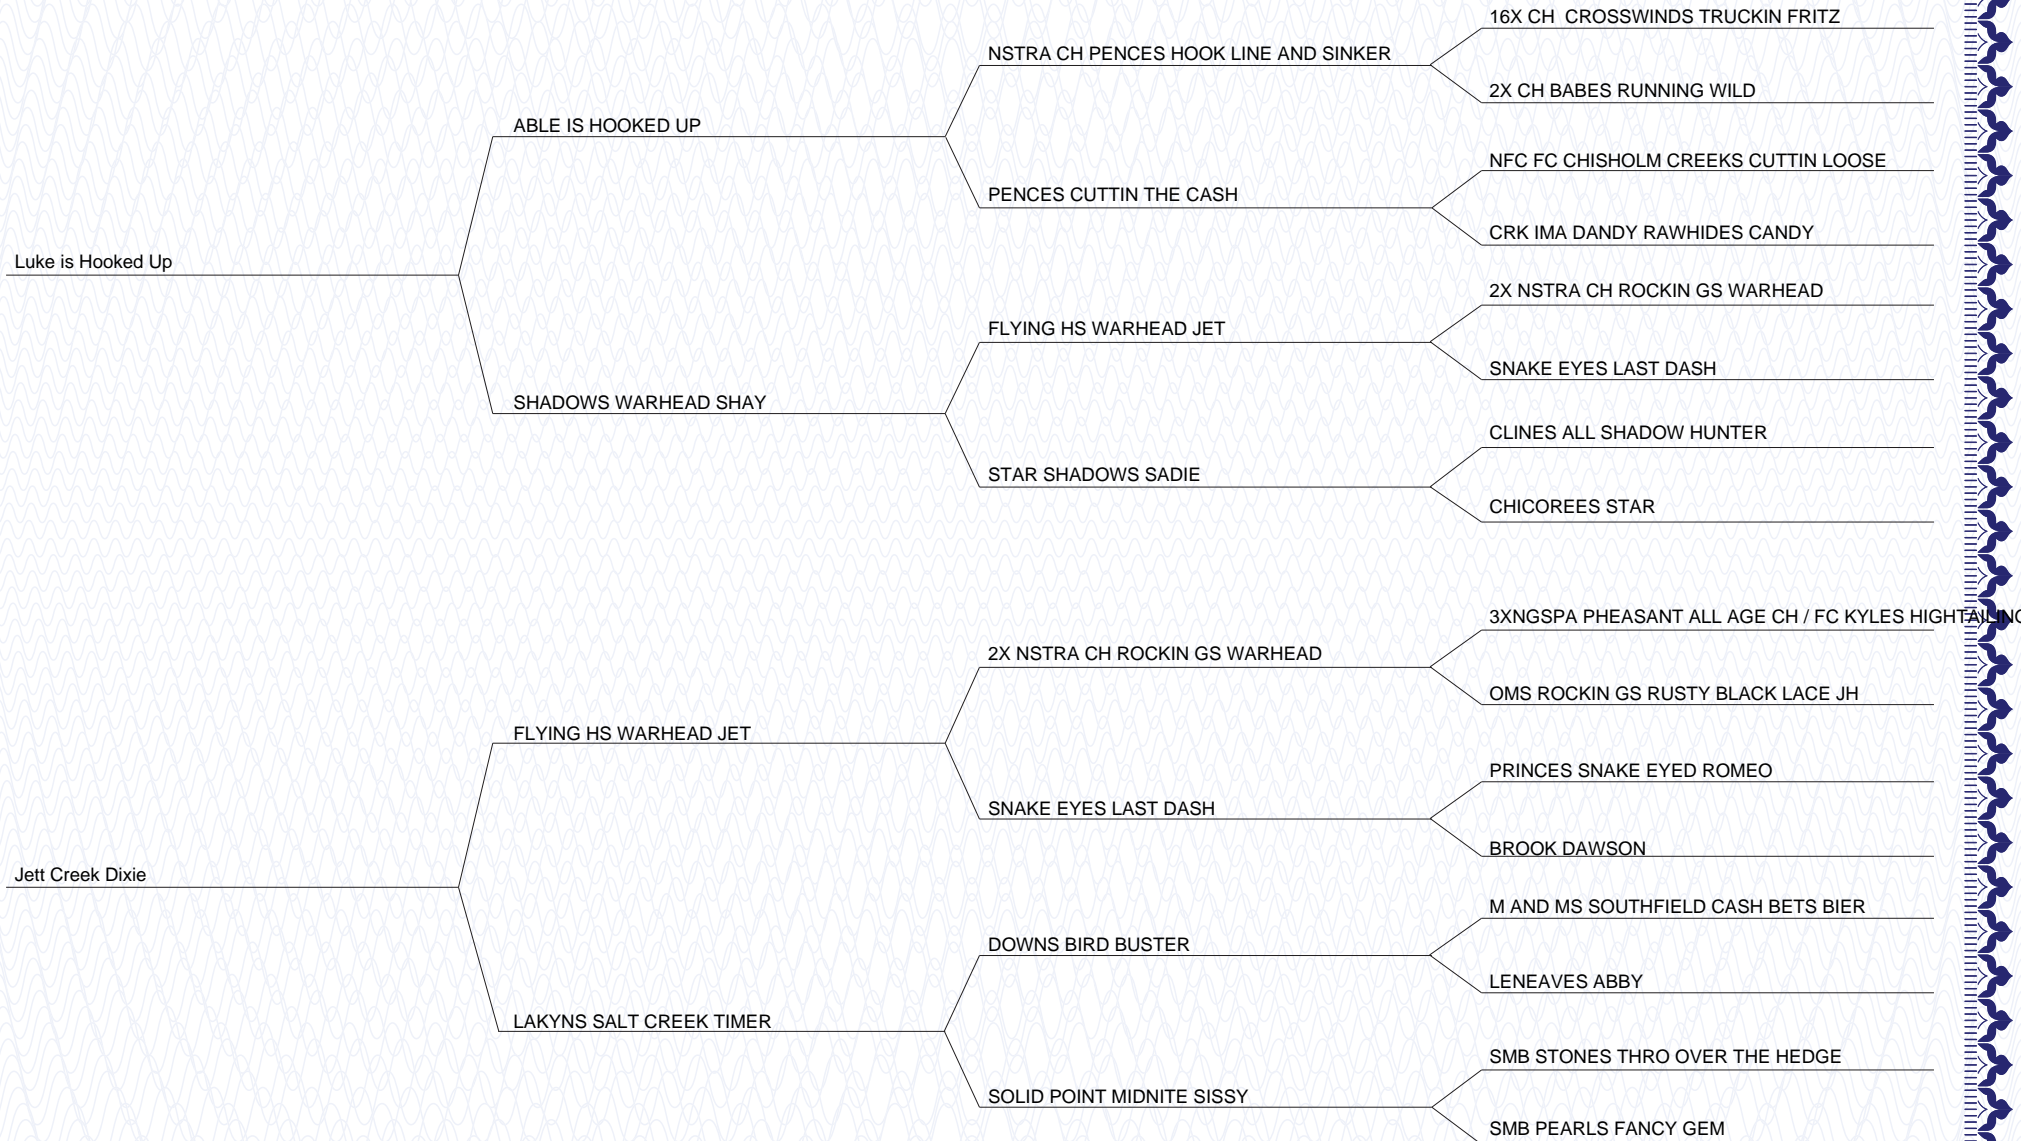 16X CH  CROSSWINDS TRUCKIN FRITZ
NSTRA CH PENCES HOOK LINE AND SINKER
2X CH BABES RUNNING WILD
ABLE IS HOOKED UP
NFC FC CHISHOLM CREEKS CUTTIN LOOSE
PENCES CUTTIN THE CASH
CRK IMA DANDY RAWHIDES CANDY
Luke is Hooked Up
2X NSTRA CH ROCKIN GS WARHEAD
FLYING HS WARHEAD JET
SNAKE EYES LAST DASH
SHADOWS WARHEAD SHAY
CLINES ALL SHADOW HUNTER
STAR SHADOWS SADIE
CHICOREES STAR
3XNGSPA PHEASANT ALL AGE CH / FC KYLES HIGHTAILING
2X NSTRA CH ROCKIN GS WARHEAD
OMS ROCKIN GS RUSTY BLACK LACE JH
FLYING HS WARHEAD JET
PRINCES SNAKE EYED ROMEO
SNAKE EYES LAST DASH
BROOK DAWSON
Jett Creek Dixie
M AND MS SOUTHFIELD CASH BETS BIER
DOWNS BIRD BUSTER
LENEAVES ABBY
LAKYNS SALT CREEK TIMER
SMB STONES THRO OVER THE HEDGE
SOLID POINT MIDNITE SISSY
SMB PEARLS FANCY GEM